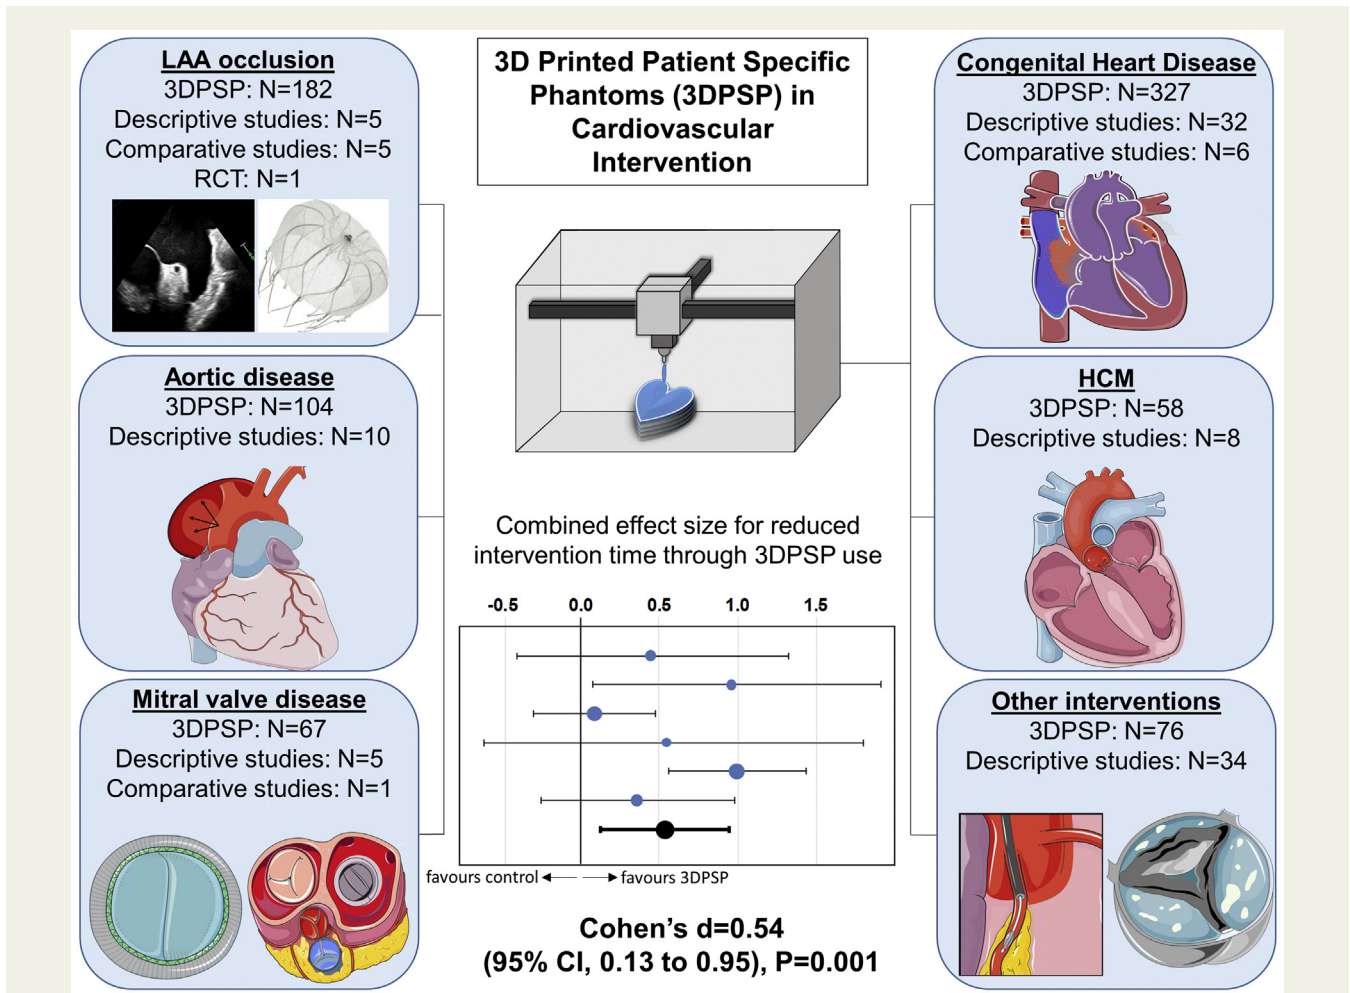 LAA occlusion
3DPSP: N=182
Descriptive studies: N=5
Comparative studies: N=5
RCT: N=1
Aortic disease
3DPSP: N=104
Descriptive studies: N=10
Mitral valve disease
3DPSP: N=67
Descriptive studies: N=5
Comparative studies: N=1
3D Printed Patient Specific
Phantoms (3DPSP) in
Cardiovascular
Intervention
Combined effect size for reduced
intervention time through 3DPSP use
-0.5 0.0 0.5 1.0 1.5
favours control favours 3DPSP
Cohen's d=0.54
(95% CI, 0.13 to 0.95), P=0.001
Congenital Heart Disease
3DPSP: N=327
Descriptive studies: N=32
Comparative studies: N=6
HCM
3DPSP: N=58
Descriptive studies: N=8
Other interventions
3DPSP: N=76
Descriptive studies: N=34